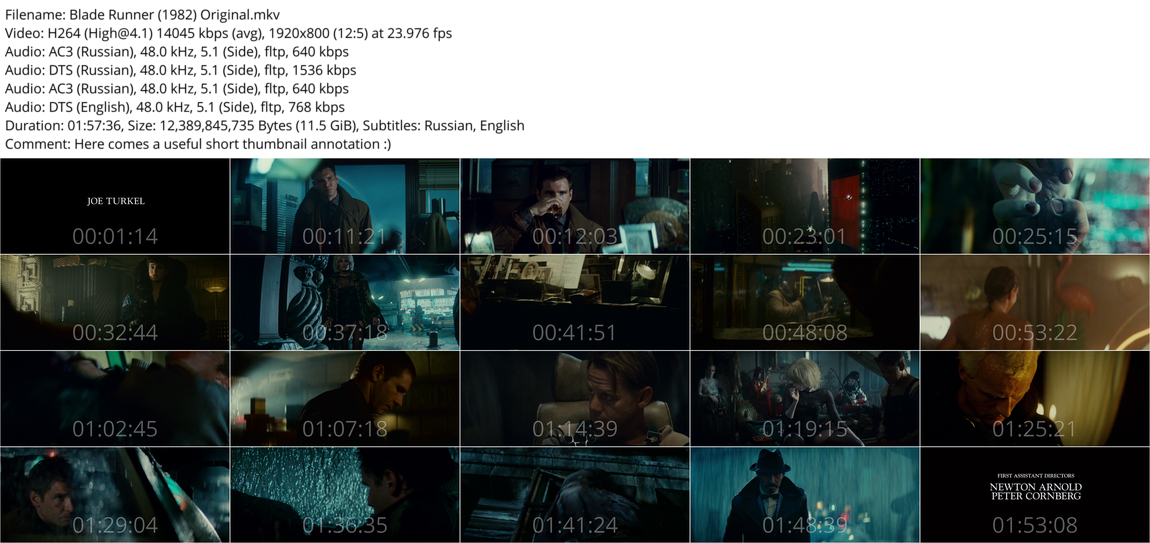 Filename: Blade Runner (1982) Original.mkv
Video: H264 (High@4.1) 14045 kbps (avg), 1920x800 (12:5) at 23.976 fps
Audio: AC3 (Russian), 48.0 kHz, 5.1 (Side), fltp, 640 kbps
Audio: DTS (Russian), 48.0 kHz, 5.1 (Side), fltp, 1536 kbps
Audio: AC3 (Russian), 48.0 kHz, 5.1 (Side), fltp, 640 kbps
Audio: DTS (English), 48.0 kHz, 5.1 (Side), fltp, 768 kbps
Duration: 01:57:36, Size: 12,389,845,735 Bytes (11.5 GiB), Subtitles: Russian, English
Comment: Here comes a useful short thumbnail annotation :)
JOE TURKEL
00:01:14
00:11:21
00:12:03
00:23:01
00:25:15
00:32:44
00:37:18
00:41:51
00:48:08
00:53:22
01:02:45
01:07:18
01:14:39
01:19:15
01:25:21
01:29:04
01:36:35
01:41:24
01:48:39
FIRST ASSISTANT DIRECTORS
NEWTON ARNOLD
PETER CORNBERG
01:53:08